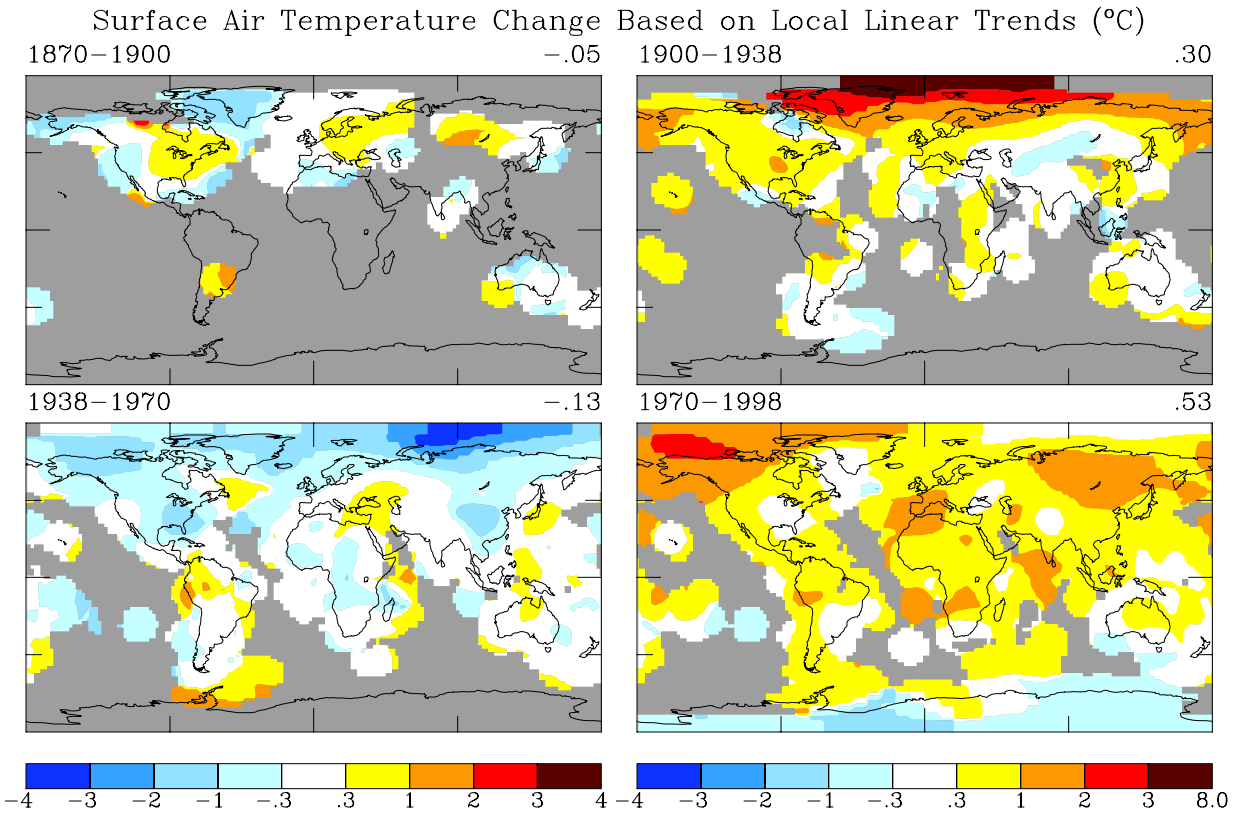 Surface Air Temperature Change Based on Local Linear Trends (°C)
1870−1900 −.05 1900−1938 .30
1938−1970 −.13 1970−1998 .53
−4 −3 −2 −1 −.3 .3 1 2 3 4 −4 −3 −2 −1 −.3 .3 1 2 3 8.0